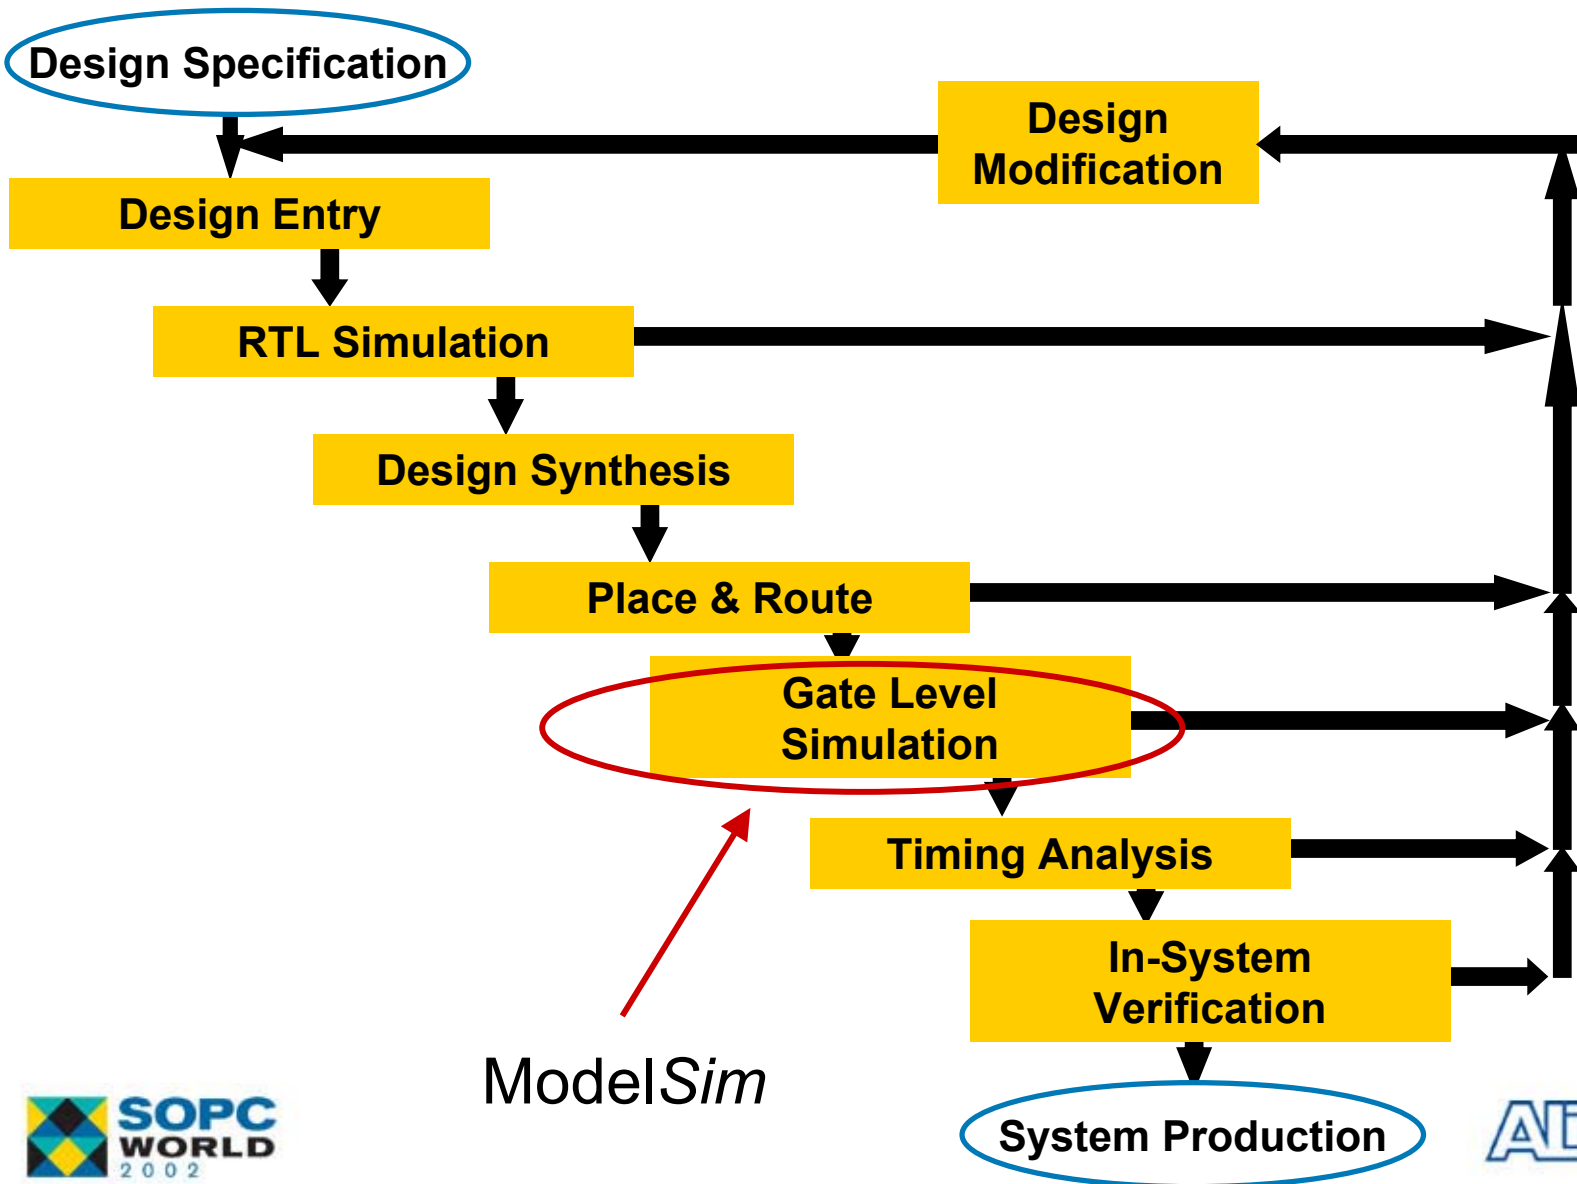 Design Specification
Design
Modification
Design Entry
RTL Simulation
Design Synthesis
Place & Route
Gate Level
Simulation
Timing Analysis
In-System
Verification
ModelSim
System Production
SOPC
WORLD
2002